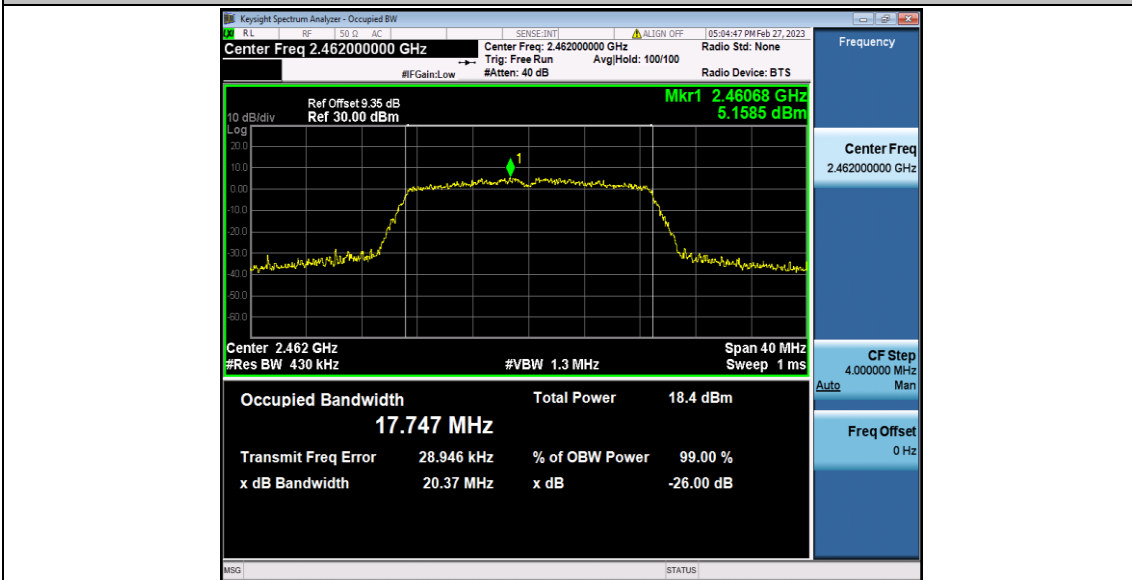 Keysight Spectrum Analyzer - Occupied BW
RL RF 50 Ω AC SENSE:INT ALIGN OFF 05:04:47 PM Feb 27, 2023
Center Freq 2.462000000 GHz
Center Freq: 2.462000000 GHz Radio Std: None
Trig: Free Run Avg|Hold: 100/100
#IFGain:Low #Atten: 40 dB Radio Device: BTS
Frequency
Ref Offset 9.35 dB Mkr1 2.46068 GHz
10 dB/div Ref 30.00 dBm 5.1585 dBm
Log
20.0
10.0
0.00
-10.0
-20.0
-30.0
-40.0
-50.0
-60.0
1
Center 2.462 GHz Span 40 MHz
#Res BW 430 kHz #VBW 1.3 MHz Sweep 1 ms
Occupied Bandwidth Total Power 18.4 dBm
17.747 MHz
Transmit Freq Error 28.946 kHz % of OBW Power 99.00 %
x dB Bandwidth 20.37 MHz x dB -26.00 dB
Center Freq
2.462000000 GHz
CF Step
4.000000 MHz
Auto Man
Freq Offset
0 Hz
MSG STATUS